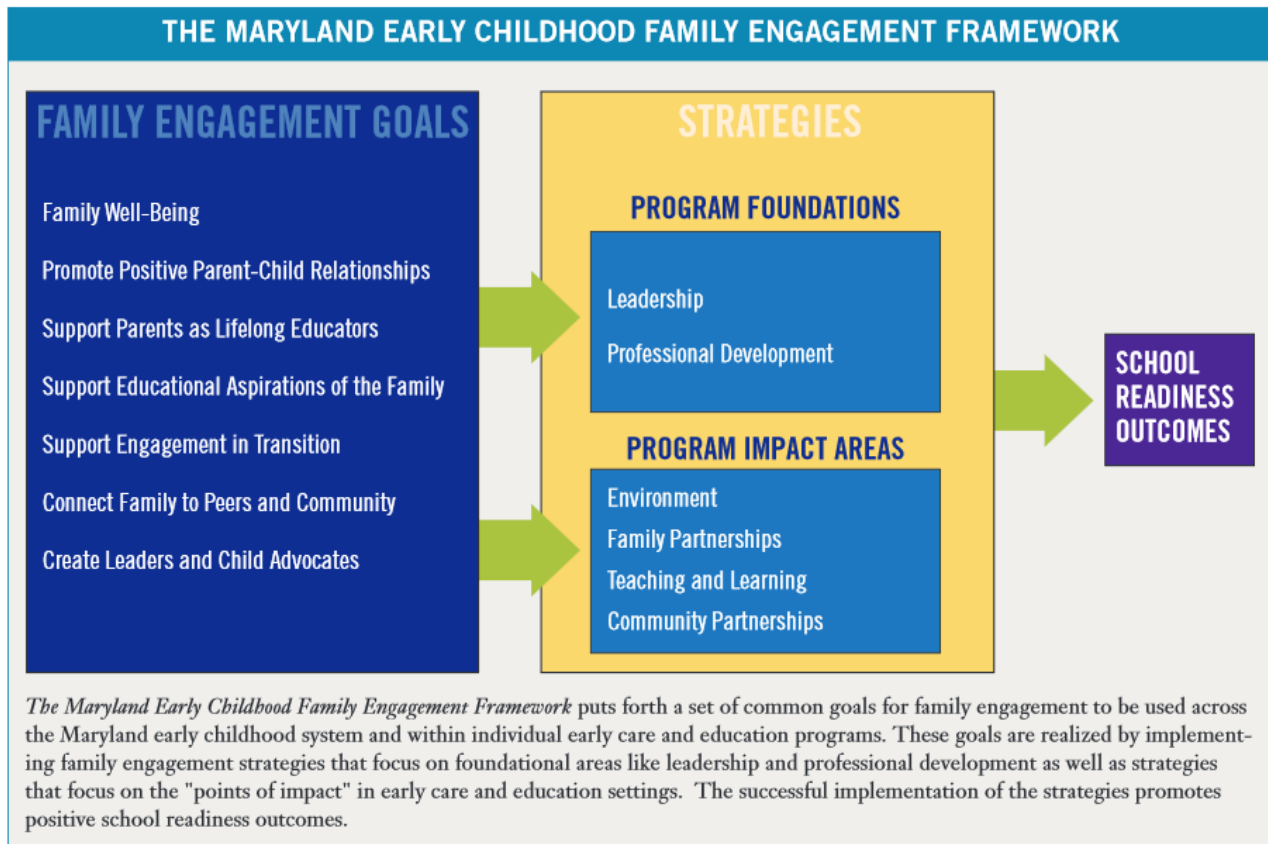 THE MARYLAND EARLY CHILDHOOD FAMILY ENGAGEMENT FRAMEWORK
FAMILY ENGAGEMENT GOALS
Family Well-Being
Promote Positive Parent-Child Relationships
Support Parents as Lifelong Educators
Support Educational Aspirations of the Family
Support Engagement in Transition
Connect Family to Peers and Community
Create Leaders and Child Advocates
STRATEGIES
PROGRAM FOUNDATIONS
Leadership
Professional Development
PROGRAM IMPACT AREAS
Environment
Family Partnerships
Teaching and Learning
Community Partnerships
SCHOOL
READINESS
OUTCOMES
The Maryland Early Childhood Family Engagement Framework puts forth a set of common goals for family engagement to be used across
the Maryland early childhood system and within individual early care and education programs. These goals are realized by implement-
ing family engagement strategies that focus on foundational areas like leadership and professional development as well as strategies
that focus on the "points of impact" in early care and education settings. The successful implementation of the strategies promotes
positive school readiness outcomes.